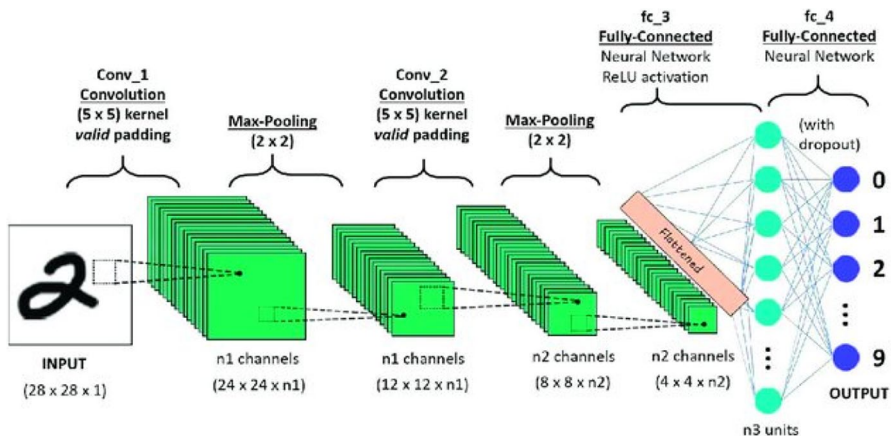 Conv_1
Convolution
(5 x 5) kernel
valid padding
Max-Pooling
(2 x 2)
Conv_2
Convolution
(5 x 5) kernel
valid padding
Max-Pooling
(2 x 2)
fc_3
Fully-Connected
Neural Network
ReLU activation
fc_4
Fully-Connected
Neural Network
(with
dropout)
2
Flattened
0
1
2
9
INPUT
(28 x 28 x 1)
n1 channels
(24 x 24 x n1)
n1 channels
(12 x 12 x n1)
n2 channels
(8 x 8 x n2)
n2 channels
(4 x 4 x n2)
n3 units
OUTPUT